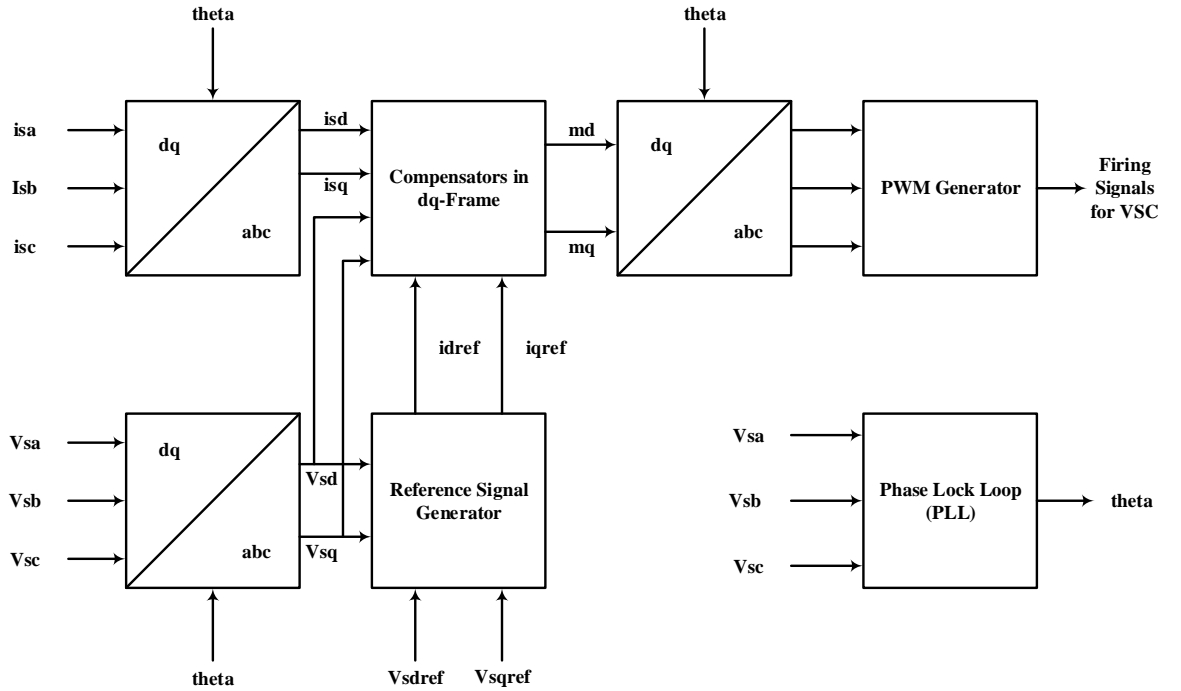 theta
theta
isa
Isb
isc
dq
abc
isd
isq
Compensators in
dq-Frame
md
mq
dq
abc
PWM Generator
Firing
Signals
for VSC
idref
iqref
Vsa
Vsb
Vsc
dq
abc
Vsd
Vsq
Reference Signal
Generator
Vsa
Vsb
Vsc
Phase Lock Loop
(PLL)
theta
theta
Vsdref
Vsqref